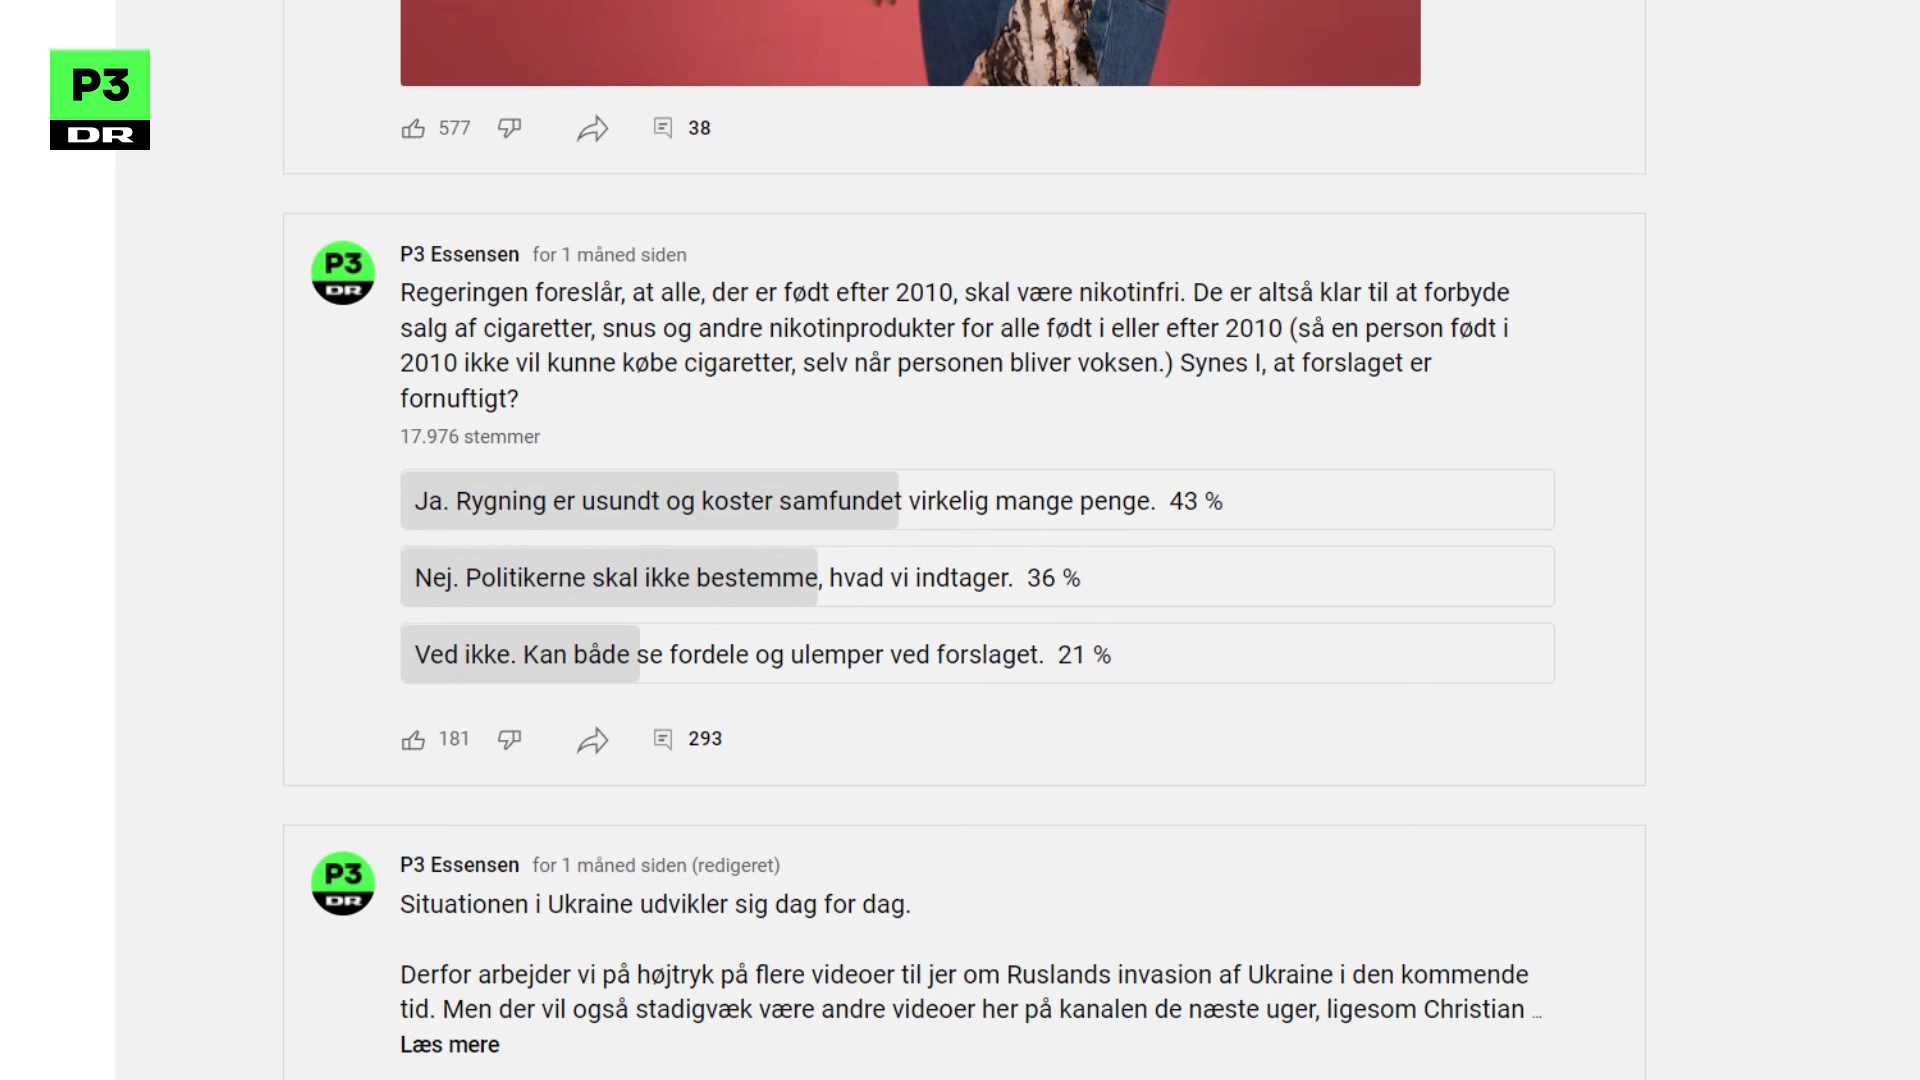 P3
DR
577
38
P3
DR
P3 Essensen for 1 måned siden
Regeringen foreslår, at alle, der er født efter 2010, skal være nikotinfri. De er altså klar til at forbyde
salg af cigaretter, snus og andre nikotinprodukter for alle født i eller efter 2010 (så en person født i
2010 ikke vil kunne købe cigaretter, selv når personen bliver voksen.) Synes I, at forslaget er
fornuftigt?
17.976 stemmer
Ja. Rygning er usundt og koster samfundet virkelig mange penge. 43 %
Nej. Politikerne skal ikke bestemme, hvad vi indtager. 36 %
Ved ikke. Kan både se fordele og ulemper ved forslaget. 21 %
181
293
P3
DR
P3 Essensen for 1 måned siden (redigeret)
Situationen i Ukraine udvikler sig dag for dag.
Derfor arbejder vi på højtryk på flere videoer til jer om Ruslands invasion af Ukraine i den kommende
tid. Men der vil også stadigvæk være andre videoer her på kanalen de næste uger, ligesom Christian ...
Læs mere